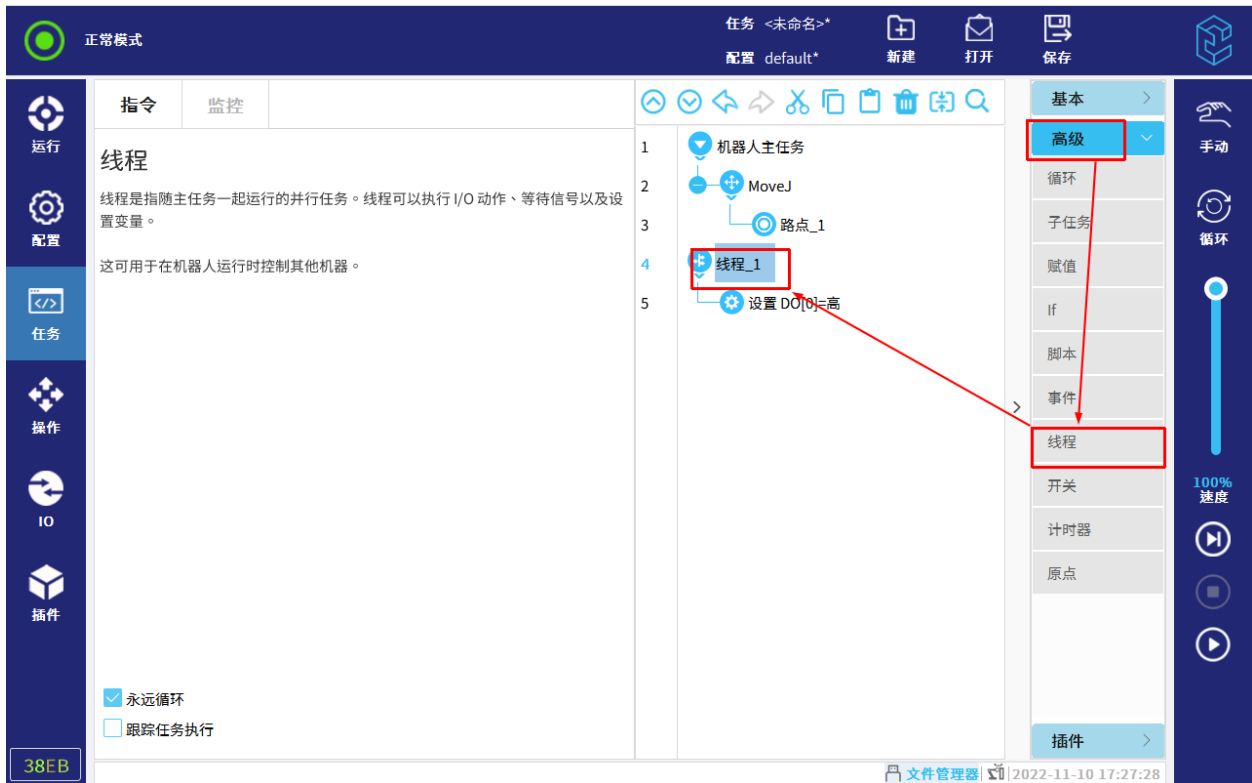 正常模式
任务 <未命名>*
配置 default*
新建
打开
保存
运行
配置
任务
操作
IO
插件
38EB
指令
监控
线程
线程是指随主任务一起运行的并行任务。线程可以执行 I/O 动作、等待信号以及设
置变量。
这可用于在机器人运行时控制其他机器。
永远循环
跟踪任务执行
1 机器人主任务
2 MoveJ
3 路点_1
4 线程_1
5 设置 DO[0]=高
基本
高级
循环
子任务
赋值
If
脚本
事件
线程
开关
计时器
原点
插件
手动
循环
100%
速度
文件管理器
2022-11-10 17:27:28